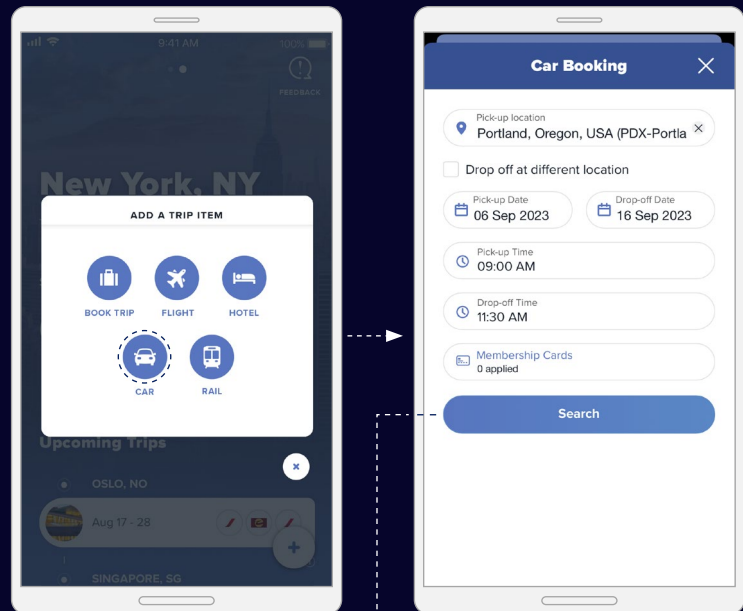 9:41 AM
100%
FEEDBACK
New York, NY
ADD A TRIP ITEM
BOOK TRIP
FLIGHT
HOTEL
CAR
RAIL
Upcoming Trips
OSLO, NO
Aug 17 - 28
SINGAPORE, SG
Car Booking
Pick-up location
Portland, Oregon, USA (PDX-Portla
Drop off at different location
Pick-up Date
06 Sep 2023
Drop-off Date
16 Sep 2023
Pick-up Time
09:00 AM
Drop-off Time
11:30 AM
Membership Cards
0 applied
Search